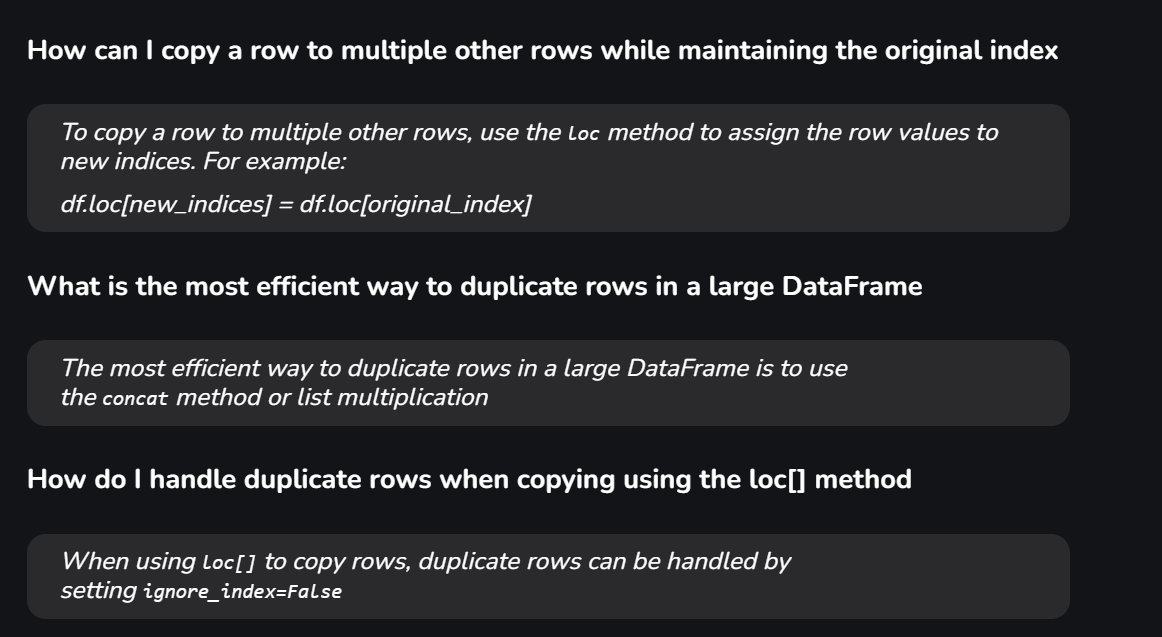 How can I copy a row to multiple other rows while maintaining the original index
To copy a row to multiple other rows, use the loc method to assign the row values to
new indices. For example:
df.loc[new_indices] = df.loc[original_index]
What is the most efficient way to duplicate rows in a large DataFrame
The most efficient way to duplicate rows in a large DataFrame is to use
the concat method or list multiplication
How do I handle duplicate rows when copying using the loc[] method
When using loc[] to copy rows, duplicate rows can be handled by
setting ignore_index=False